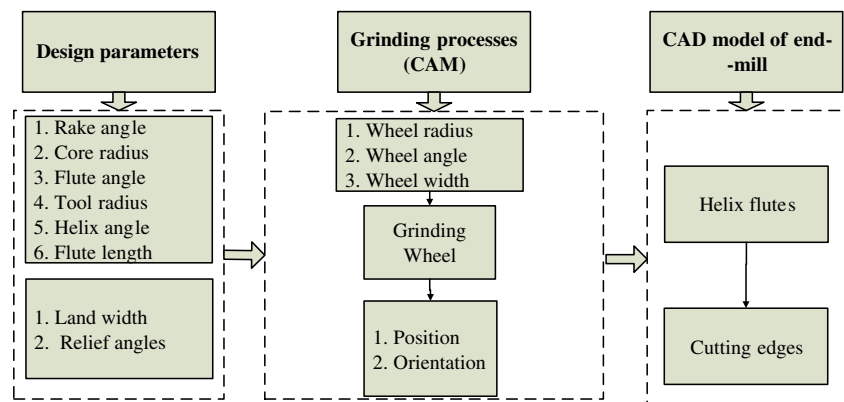 Design parameters
1. Rake angle
2. Core radius
3. Flute angle
4. Tool radius
5. Helix angle
6. Flute length
1. Land width
2. Relief angles
Grinding processes
(CAM)
1. Wheel radius
2. Wheel angle
3. Wheel width
Grinding
Wheel
1. Position
2. Orientation
CAD model of end-
-mill
Helix flutes
Cutting edges